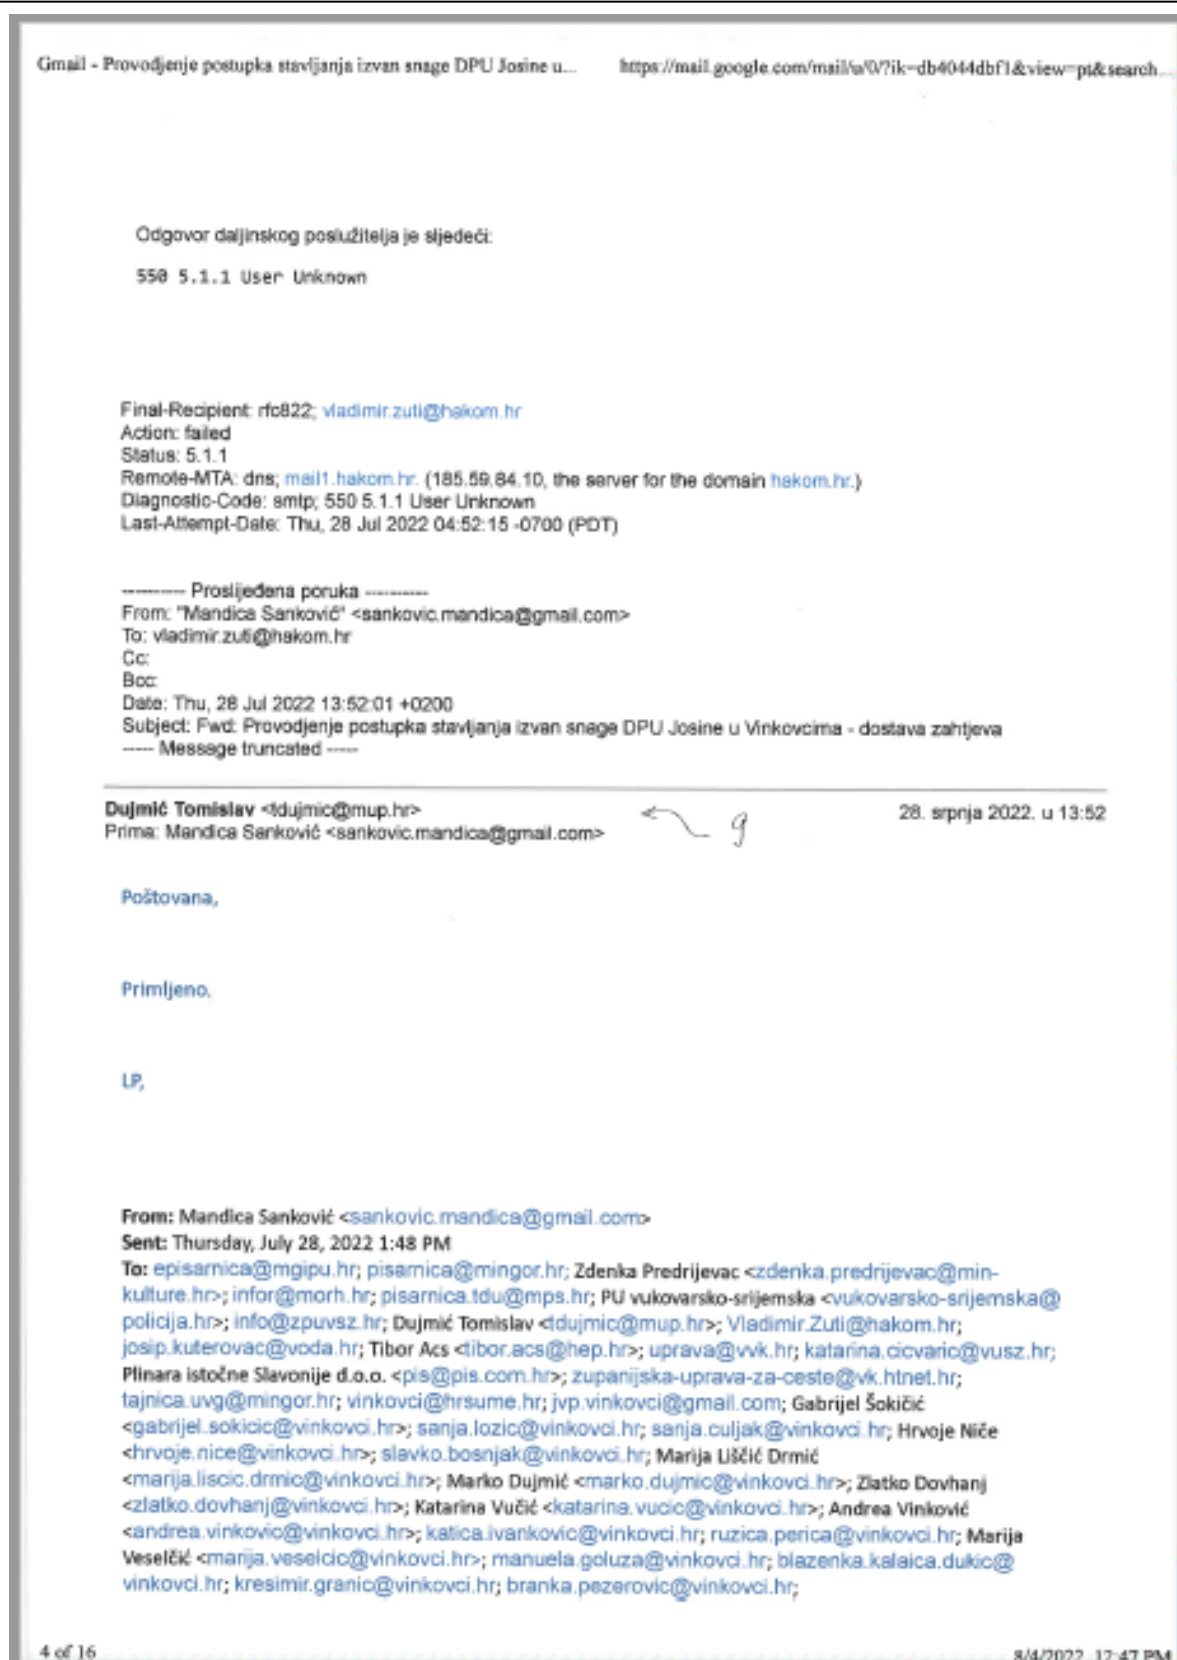 Gmail - Provodjenje postupka stavljanja izvan snage DPU Josine u...
https://mail.google.com/mail/u/0/?ik=db4044dbf1&view=pt&search...
Odgovor daljinskog poslužitelja je sljedeći:
550 5.1.1 User Unknown
Final-Recipient: rfc822; vladimir.zuti@hakom.hr
Action: failed
Status: 5.1.1
Remote-MTA: dns; mail1.hakom.hr. (185.59.84.10, the server for the domain hakom.hr.)
Diagnostic-Code: smtp; 550 5.1.1 User Unknown
Last-Attempt-Date: Thu, 28 Jul 2022 04:52:15 -0700 (PDT)
---------- Proslijeđena poruka ----------
From: "Mandica Sanković" <sankovic.mandica@gmail.com>
To: vladimir.zuti@hakom.hr
Cc:
Bcc:
Date: Thu, 28 Jul 2022 13:52:01 +0200
Subject: Fwd: Provodjenje postupka stavljanja izvan snage DPU Josine u Vinkovcima - dostava zahtjeva
----- Message truncated -----
Dujmić Tomislav <tdujmic@mup.hr>
28. srpnja 2022. u 13:52
Prima: Mandica Sanković <sankovic.mandica@gmail.com>
9
Poštovana,
Primljeno.
LP,
From: Mandica Sanković <sankovic.mandica@gmail.com>
Sent: Thursday, July 28, 2022 1:48 PM
To: episarnica@mgipu.hr; pisarnica@mingor.hr; Zdenka Predrijevac <zdenka.predrijevac@min-
kulture.hr>; infor@morh.hr; pisarnica.tdu@mps.hr; PU vukovarsko-srijemska <vukovarsko-srijemska@
policija.hr>; info@zpuvsz.hr; Dujmić Tomislav <tdujmic@mup.hr>; Vladimir.Zuti@hakom.hr;
josip.kuterovac@voda.hr; Tibor Acs <tibor.acs@hep.hr>; uprava@vvk.hr; katarina.cicvaric@vusz.hr;
Plinara istočne Slavonije d.o.o. <pis@pis.com.hr>; zupanijska-uprava-za-ceste@vk.htnet.hr;
tajnica.uvg@mingor.hr; vinkovci@hrsume.hr; jvp.vinkovci@gmail.com; Gabrijel Šokičić
<gabrijel.sokicic@vinkovci.hr>; sanja.lozic@vinkovci.hr; sanja.culjak@vinkovci.hr; Hrvoje Niče
<hrvoje.nice@vinkovci.hr>; slavko.bosnjak@vinkovci.hr; Marija Liščić Drmić
<marija.liscic.drmic@vinkovci.hr>; Marko Dujmić <marko.dujmic@vinkovci.hr>; Zlatko Dovhanj
<zlatko.dovhanj@vinkovci.hr>; Katarina Vučić <katarina.vucic@vinkovci.hr>; Andrea Vinković
<andrea.vinkovic@vinkovci.hr>; katica.ivankovic@vinkovci.hr; ruzica.perica@vinkovci.hr; Marija
Veselčić <marija.veselcic@vinkovci.hr>; manuela.goluza@vinkovci.hr; blazenka.kalaica.dukic@
vinkovci.hr; kresimir.granic@vinkovci.hr; branka.pezerovic@vinkovci.hr;
4 of 16
8/4/2022, 12:47 PM